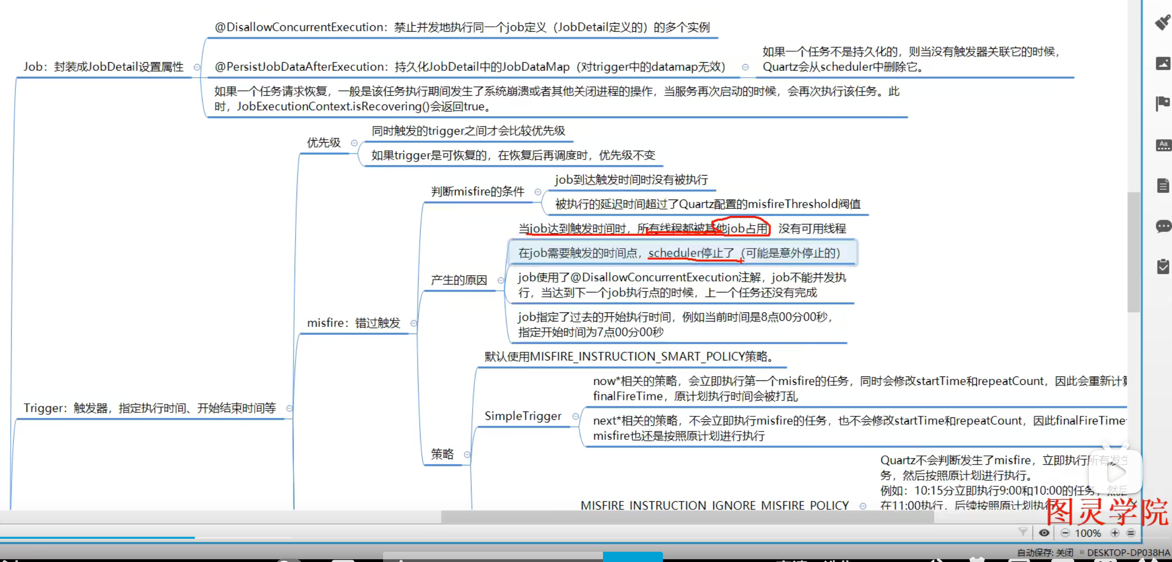 @DisallowConcurrentExecution：禁止并发地执行同一个job定义（JobDetail定义的）的多个实例
Job：封装成JobDetail设置属性
@PersistJobDataAfterExecution：持久化JobDetail中的JobDataMap（对trigger中的datamap无效）
如果一个任务不是持久化的，则当没有触发器关联它的时候，
Quartz会从scheduler中删除它。
如果一个任务请求恢复，一般是该任务执行期间发生了系统崩溃或者其他关闭进程的操作，当服务再次启动的时候，会再次执行该任务。此
时，JobExecutionContext.isRecovering()会返回true。
优先级
同时触发的trigger之间才会比较优先级
如果trigger是可恢复的，在恢复后再调度时，优先级不变
判断misfire的条件
job到达触发时间时没有被执行
被执行的延迟时间超过了Quartz配置的misfireThreshold阀值
产生的原因
当job达到触发时间时，所有线程都被其他job占用，没有可用线程
在job需要触发的时间点，scheduler停止了（可能是意外停止的）
job使用了@DisallowConcurrentExecution注解，job不能并发执
行，当达到下一个job执行点的时候，上一个任务还没有完成
job指定了过去的开始执行时间，例如当前时间是8点00分00秒，
指定开始时间为7点00分00秒
misfire：错过触发
默认使用MISFIRE_INSTRUCTION_SMART_POLICY策略。
Trigger：触发器，指定执行时间、开始结束时间等
SimpleTrigger
now*相关的策略，会立即执行第一个misfire的任务，同时会修改startTime和repeatCount，因此会重新计算
finalFireTime，原计划执行时间会被打乱
next*相关的策略，不会立即执行misfire的任务，也不会修改startTime和repeatCount，因此finalFireTime
misfire也还是按照原计划进行执行
策略
Quartz不会判断发生了misfire，立即执行所有发生
务，然后按照原计划进行执行。
例如：10:15分立即执行9:00和10:00的任务，然后
在11:00执行，后续按照原计划执行
MISFIRE_INSTRUCTION_IGNORE_MISFIRE_POLICY
图灵学院
100%
自动保存: 关闭
DESKTOP-DP038HA